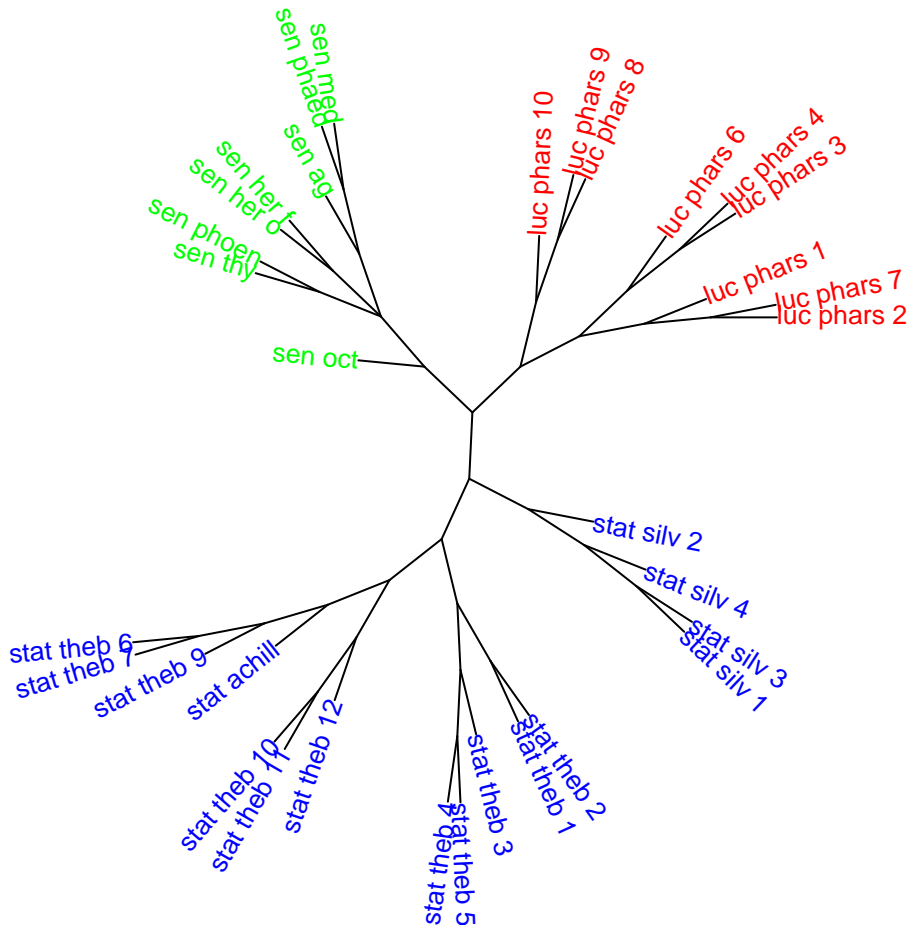 sen med
sen phaed
sen ag
sen her f
sen her o
sen phoen
sen thy
sen oct
luc phars 10
luc phars 9
luc phars 8
luc phars 6
luc phars 4
luc phars 3
luc phars 1
luc phars 7
luc phars 2
stat silv 2
stat silv 4
stat silv 3
stat silv 1
stat theb 2
stat theb 1
stat theb 3
stat theb 5
stat theb 4
stat theb 12
stat theb 11
stat theb 10
stat achill
stat theb 9
stat theb 7
stat theb 6